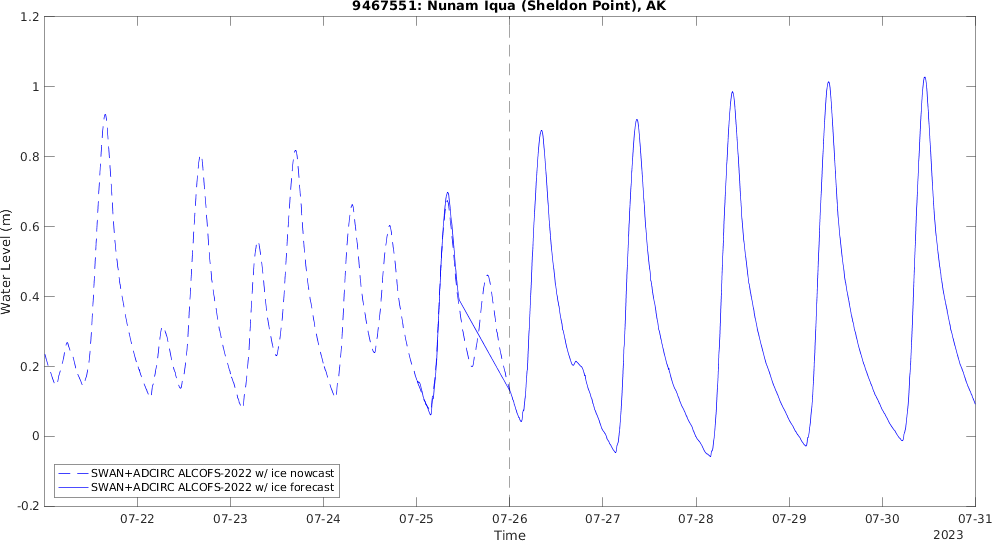 9467551: Nunam Iqua (Sheldon Point), AK
1.2
1
0.8
0.6
0.4
0.2
0
-0.2
Water Level (m)
SWAN+ADCIRC ALCOFS-2022 w/ ice nowcast
SWAN+ADCIRC ALCOFS-2022 w/ ice forecast
07-22 07-23 07-24 07-25 07-26 07-27 07-28 07-29 07-30 07-31
Time
2023